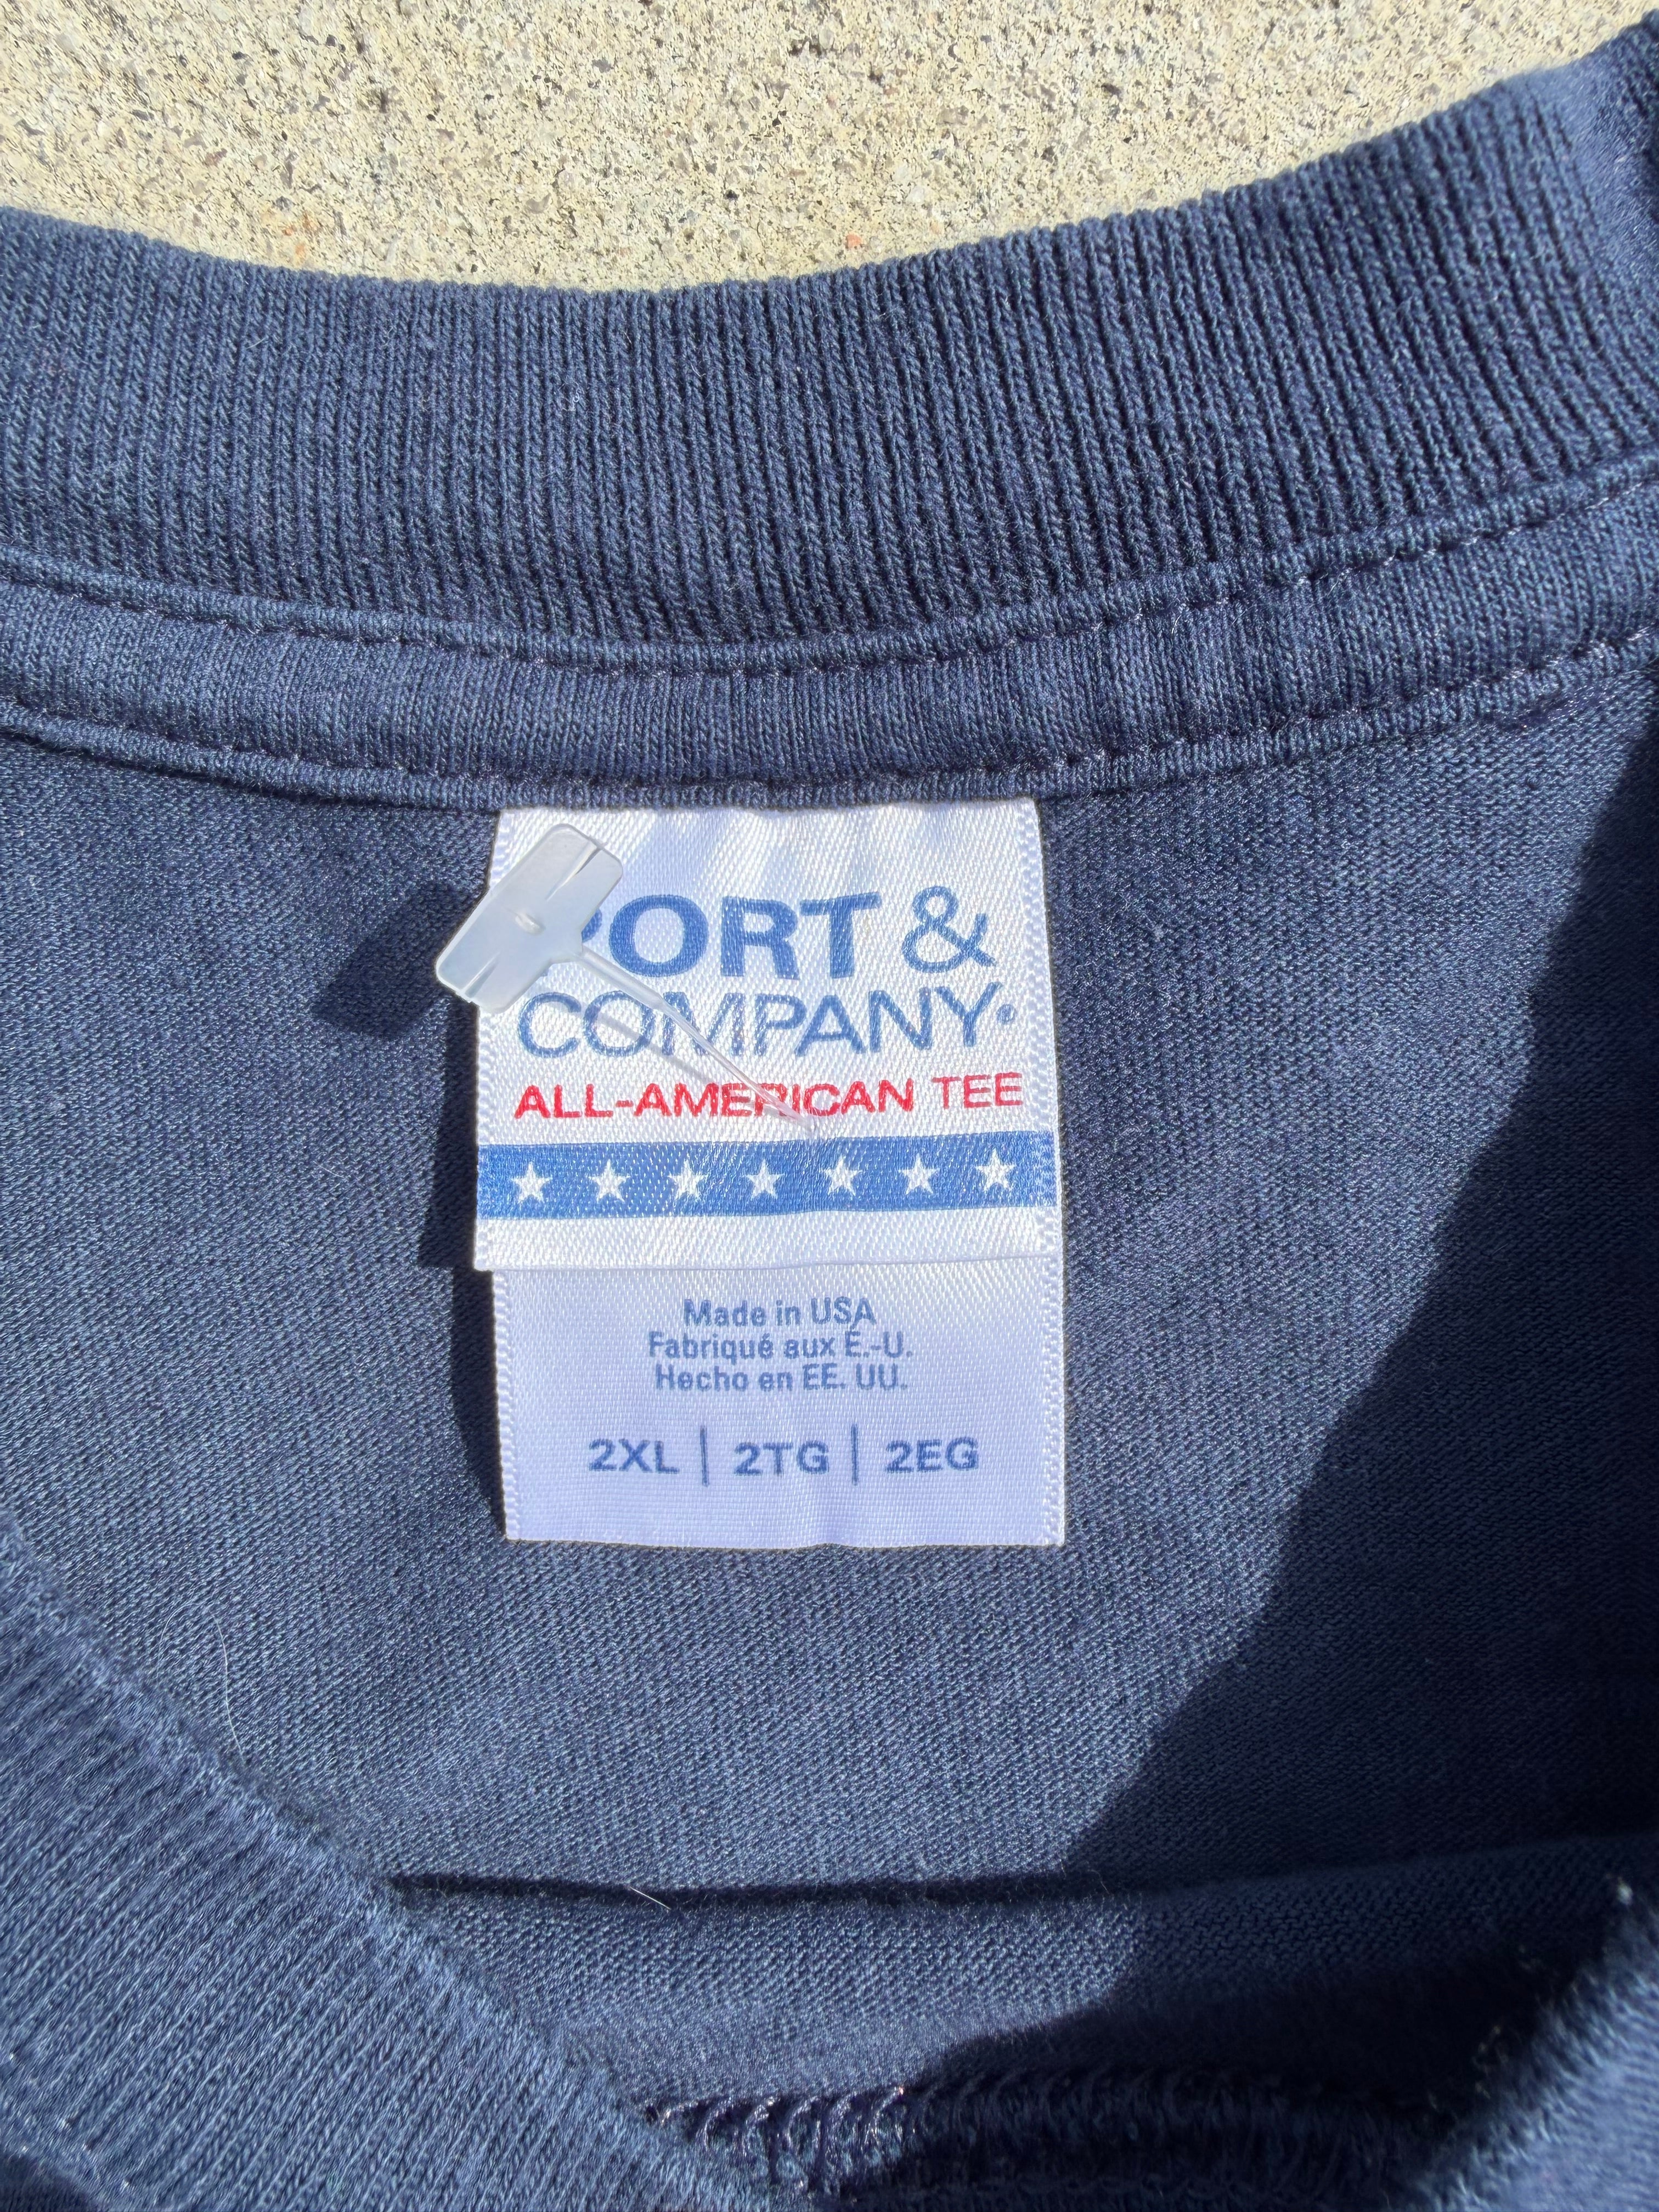 PORT &
COMPANY
ALL-AMERICAN TEE
Made in USA
Fabriqué aux É.-U.
Hecho en EE. UU.
2XL | 2TG | 2EG